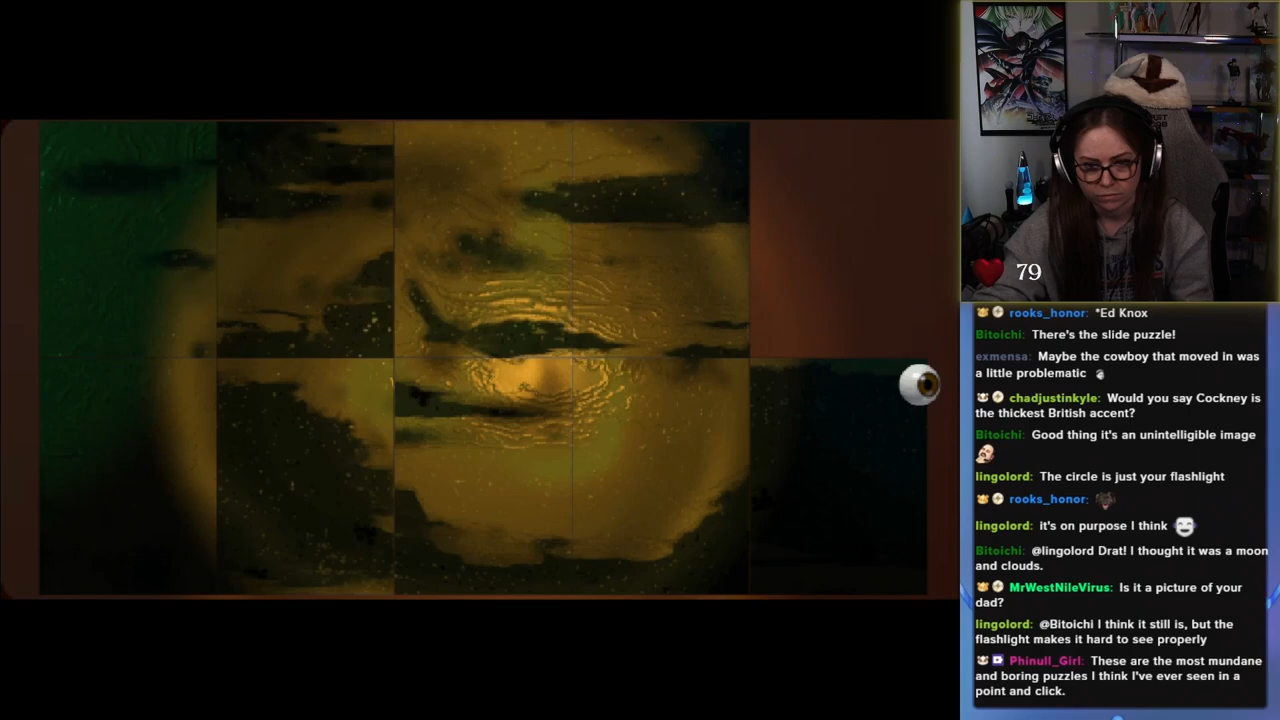 79
rooks_honor: *Ed Knox
Bitoichi: There's the slide puzzle!
exmensa: Maybe the cowboy that moved in was
a little problematic
chadjustinkyle: Would you say Cockney is
the thickest British accent?
Bitoichi: Good thing it's an unintelligible image
lingolord: The circle is just your flashlight
rooks_honor:
lingolord: it's on purpose I think
Bitoichi: @lingolord Drat! I thought it was a moon
and clouds.
MrWestNileVirus: Is it a picture of your
dad?
lingolord: @Bitoichi I think it still is, but the
flashlight makes it hard to see properly
Phinull_Girl: These are the most mundane
and boring puzzles I think I've ever seen in a
point and click.